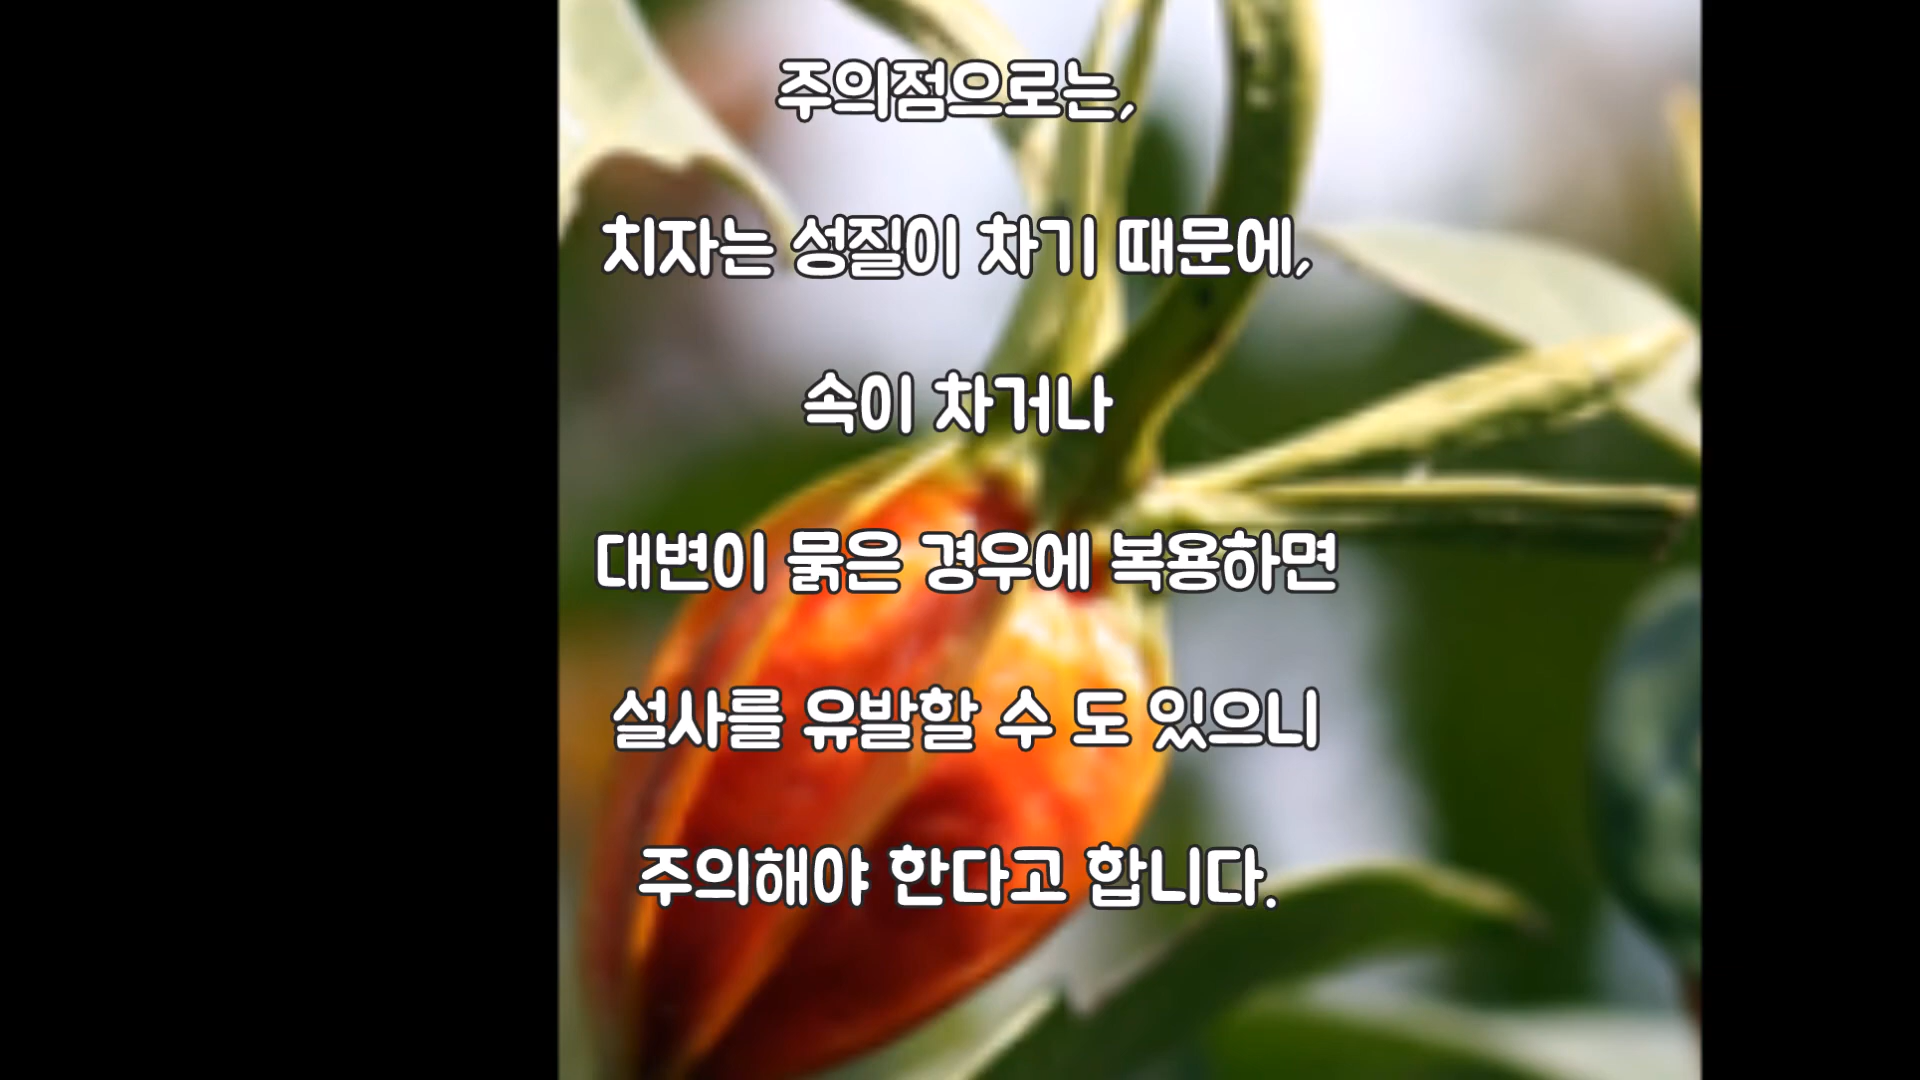 주의점으로는,
치자는 성질이 차기 때문에,
속이 차거나
대변이 묽은 경우에 복용하면
설사를 유발할 수 도 있으니
주의해야 한다고 합니다.